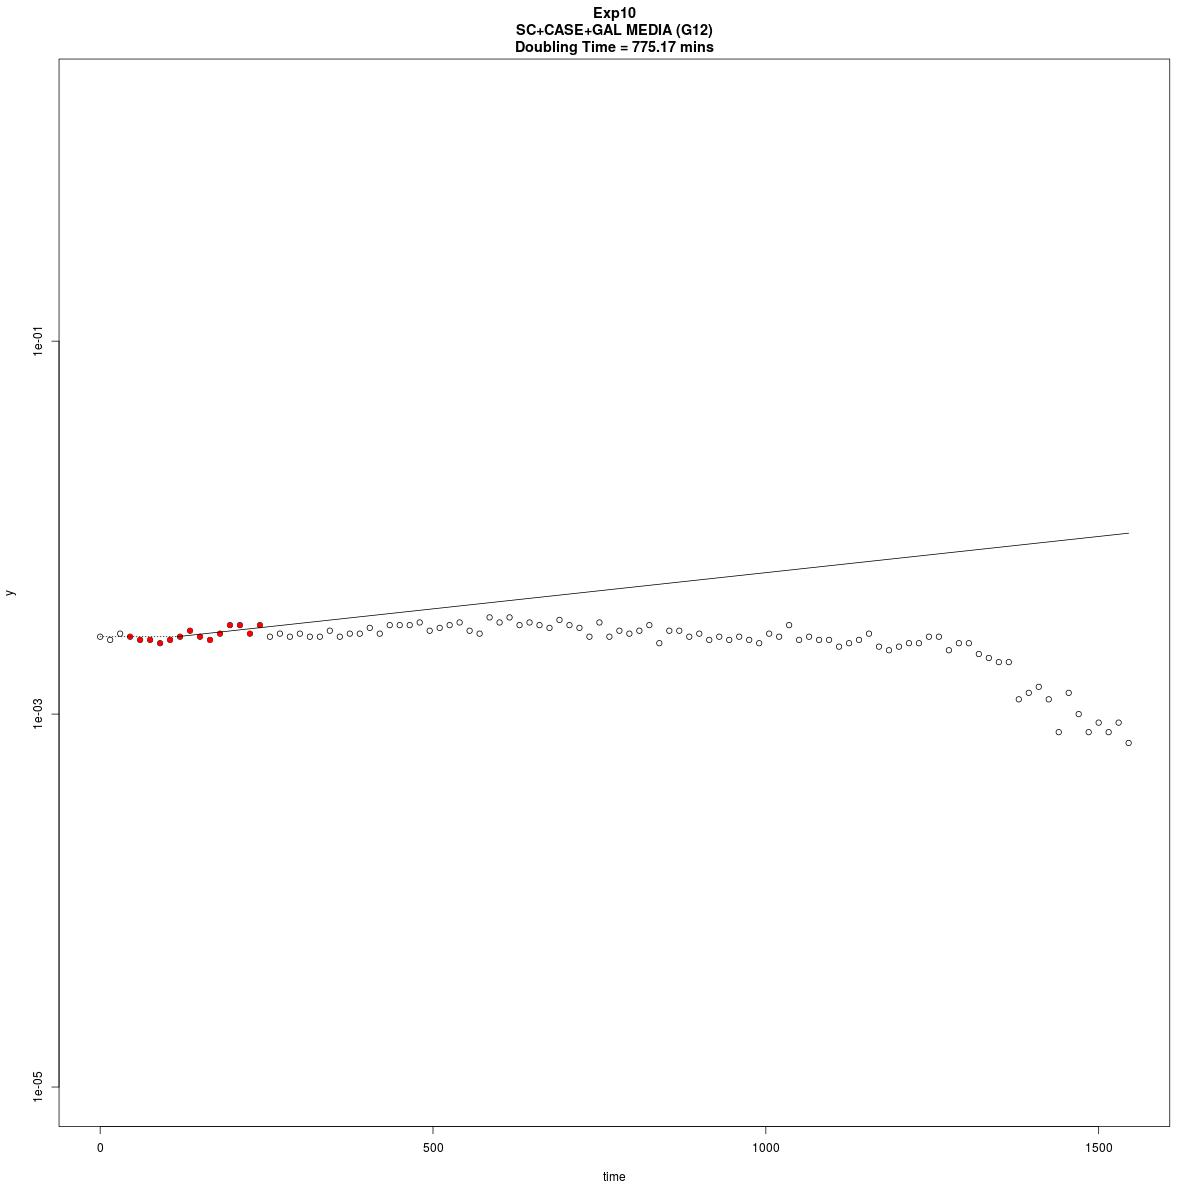 Exp10
SC+CASE+GAL MEDIA (G12)
Doubling Time = 775.17 mins
1e-01
1e-03
1e-05
y
0 500 1000 1500
time